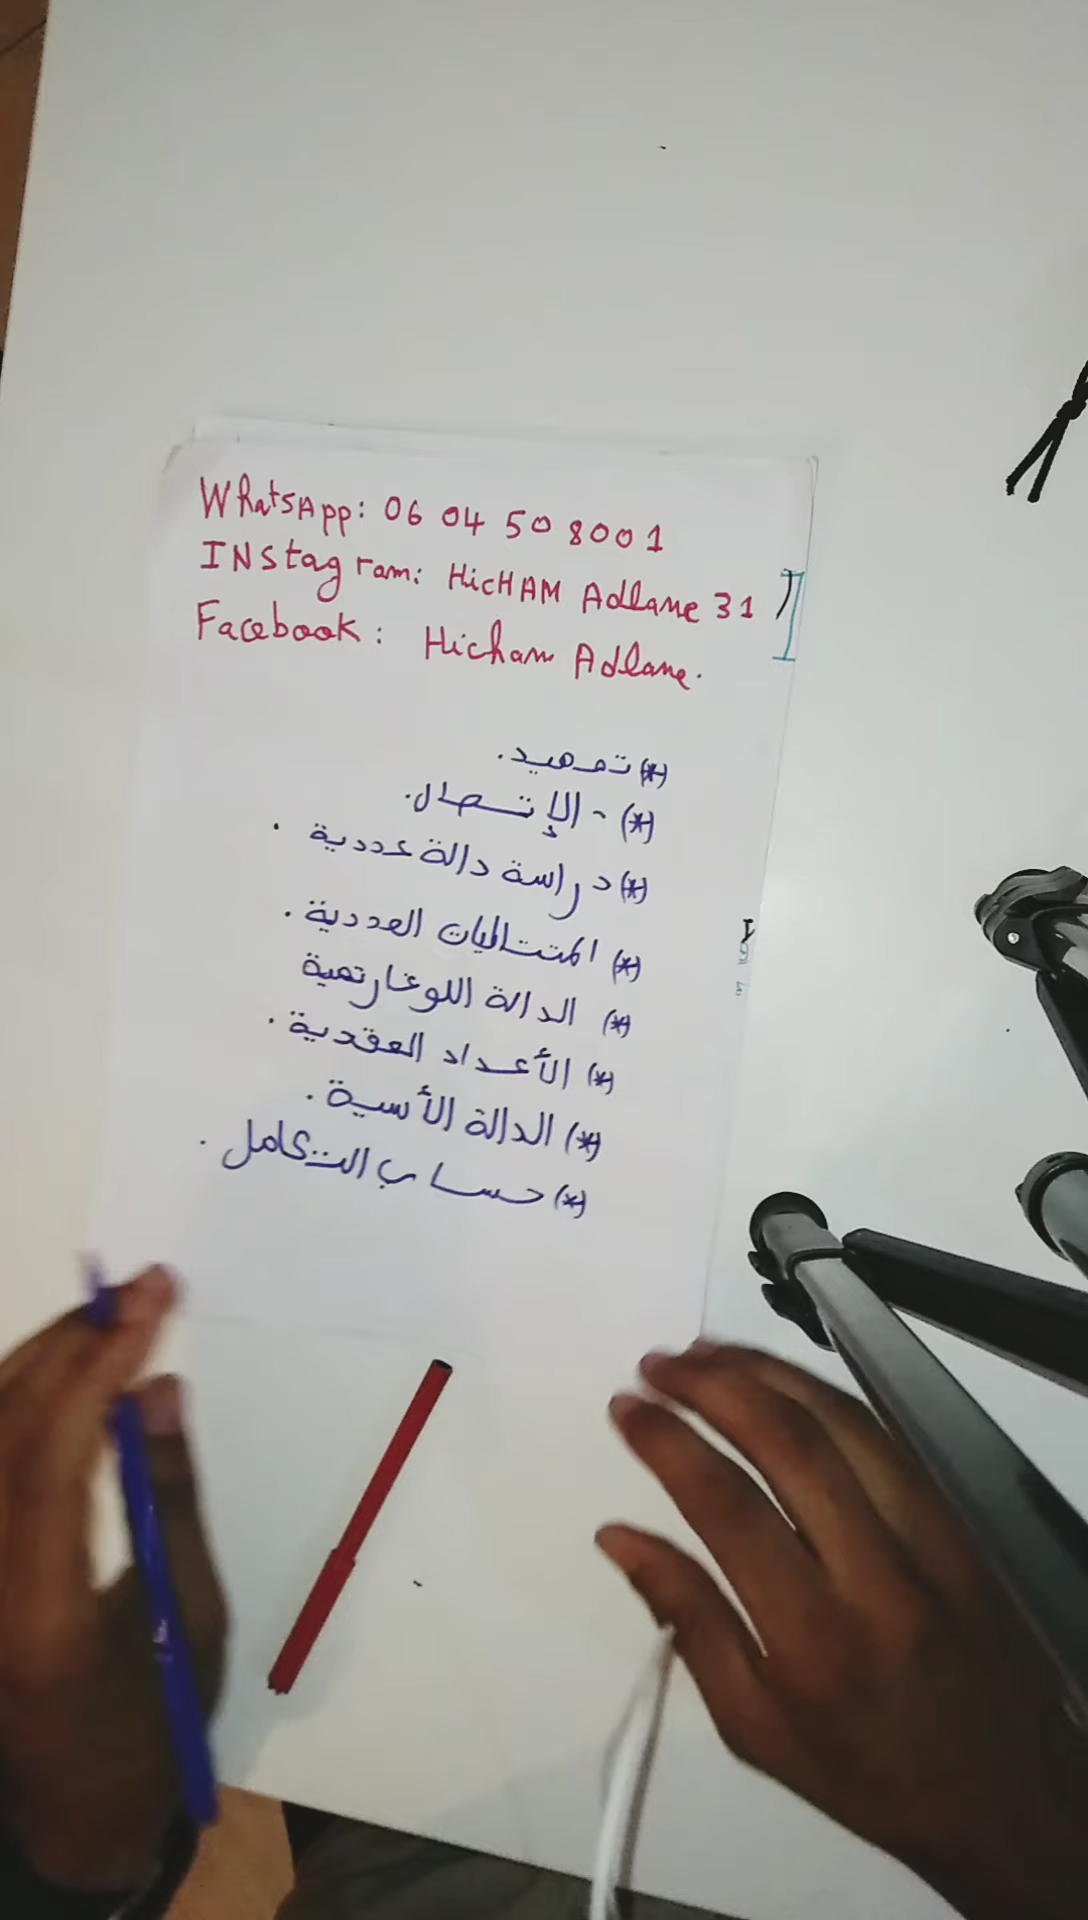 WhatsApp: 06 04 50 8001
INstagram: HicHAM Adlane 31
Facebook: Hicham Adlane.
(*) تمهيد.
(*) - الإتصال.
(*) دراسة دالة عددية.
(*) المتتاليات العددية.
(*) الدالة اللوغارتمية
(*) الأعداد العقدية.
(*) الدالة الأسية.
(*) حساب التكامل.